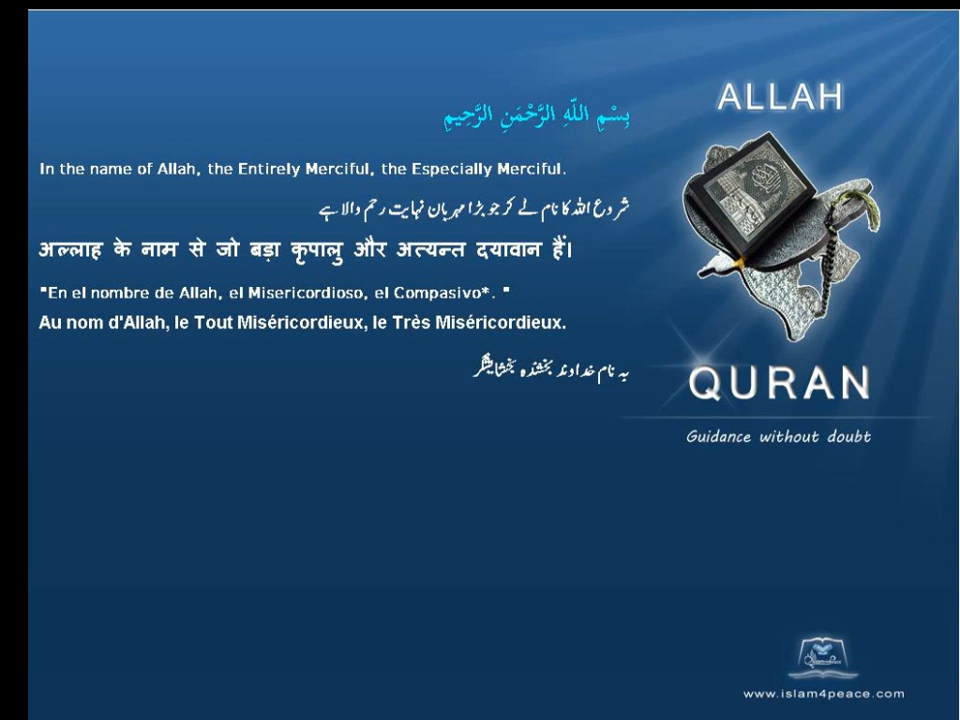 بِسْمِ اللّهِ الرَّحْمَنِ الرَّحِيمِ
In the name of Allah, the Entirely Merciful, the Especially Merciful.
شروع الله کا نام لے کر جو بڑا مہربان نہایت رحم والا ہے
अल्लाह के नाम से जो बड़ा कृपालु और अत्यन्त दयावान हैं।
"En el nombre de Allah, el Misericordioso, el Compasivo*. "
Au nom d'Allah, le Tout Miséricordieux, le Très Miséricordieux.
به نام خداوند بخشنده بخشایشگر
ALLAH
QURAN
Guidance without doubt
www.islam4peace.com